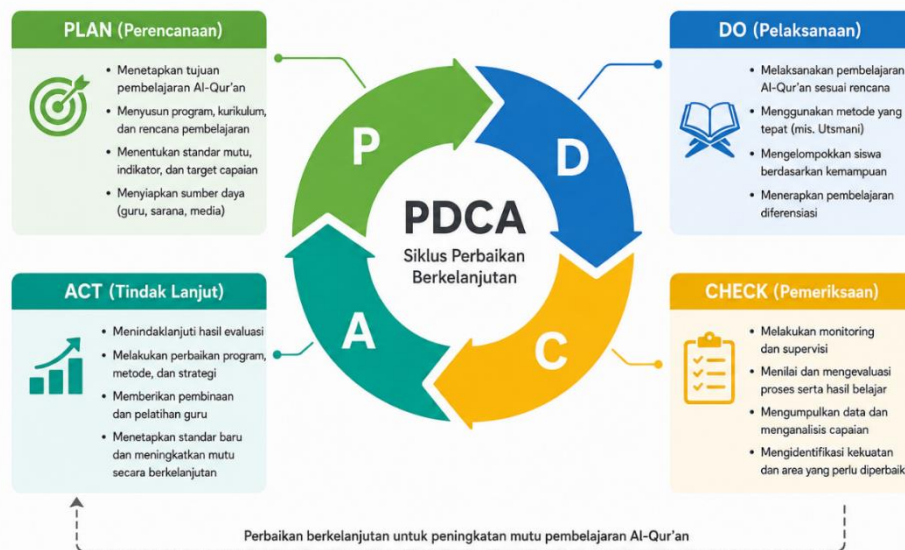 PLAN (Perencanaan)
• Menetapkan tujuan
pembelajaran Al-Qur'an
• Menyusun program, kurikulum,
dan rencana pembelajaran
• Menentukan standar mutu,
indikator, dan target capaian
• Menyiapkan sumber daya
(guru, sarana, media)
DO (Pelaksanaan)
• Melaksanakan pembelajaran
Al-Qur'an sesuai rencana
• Menggunakan metode yang
tepat (mis. Utsmani)
• Mengelompokkan siswa
berdasarkan kemampuan
• Menerapkan pembelajaran
diferensiasi
P
D
PDCA
Siklus Perbaikan
Berkelanjutan
A
C
ACT (Tindak Lanjut)
• Menindaklanjuti hasil evaluasi
• Melakukan perbaikan program,
metode, dan strategi
• Memberikan pembinaan
dan pelatihan guru
• Menetapkan standar baru
dan meningkatkan mutu
secara berkelanjutan
CHECK (Pemeriksaan)
• Melakukan monitoring
dan supervisi
• Menilai dan mengevaluasi
proses serta hasil belajar
• Mengumpulkan data dan
menganalisis capaian
• Mengidentifikasi kekuatan
dan area yang perlu diperbaik
Perbaikan berkelanjutan untuk peningkatan mutu pembelajaran Al-Qur'an